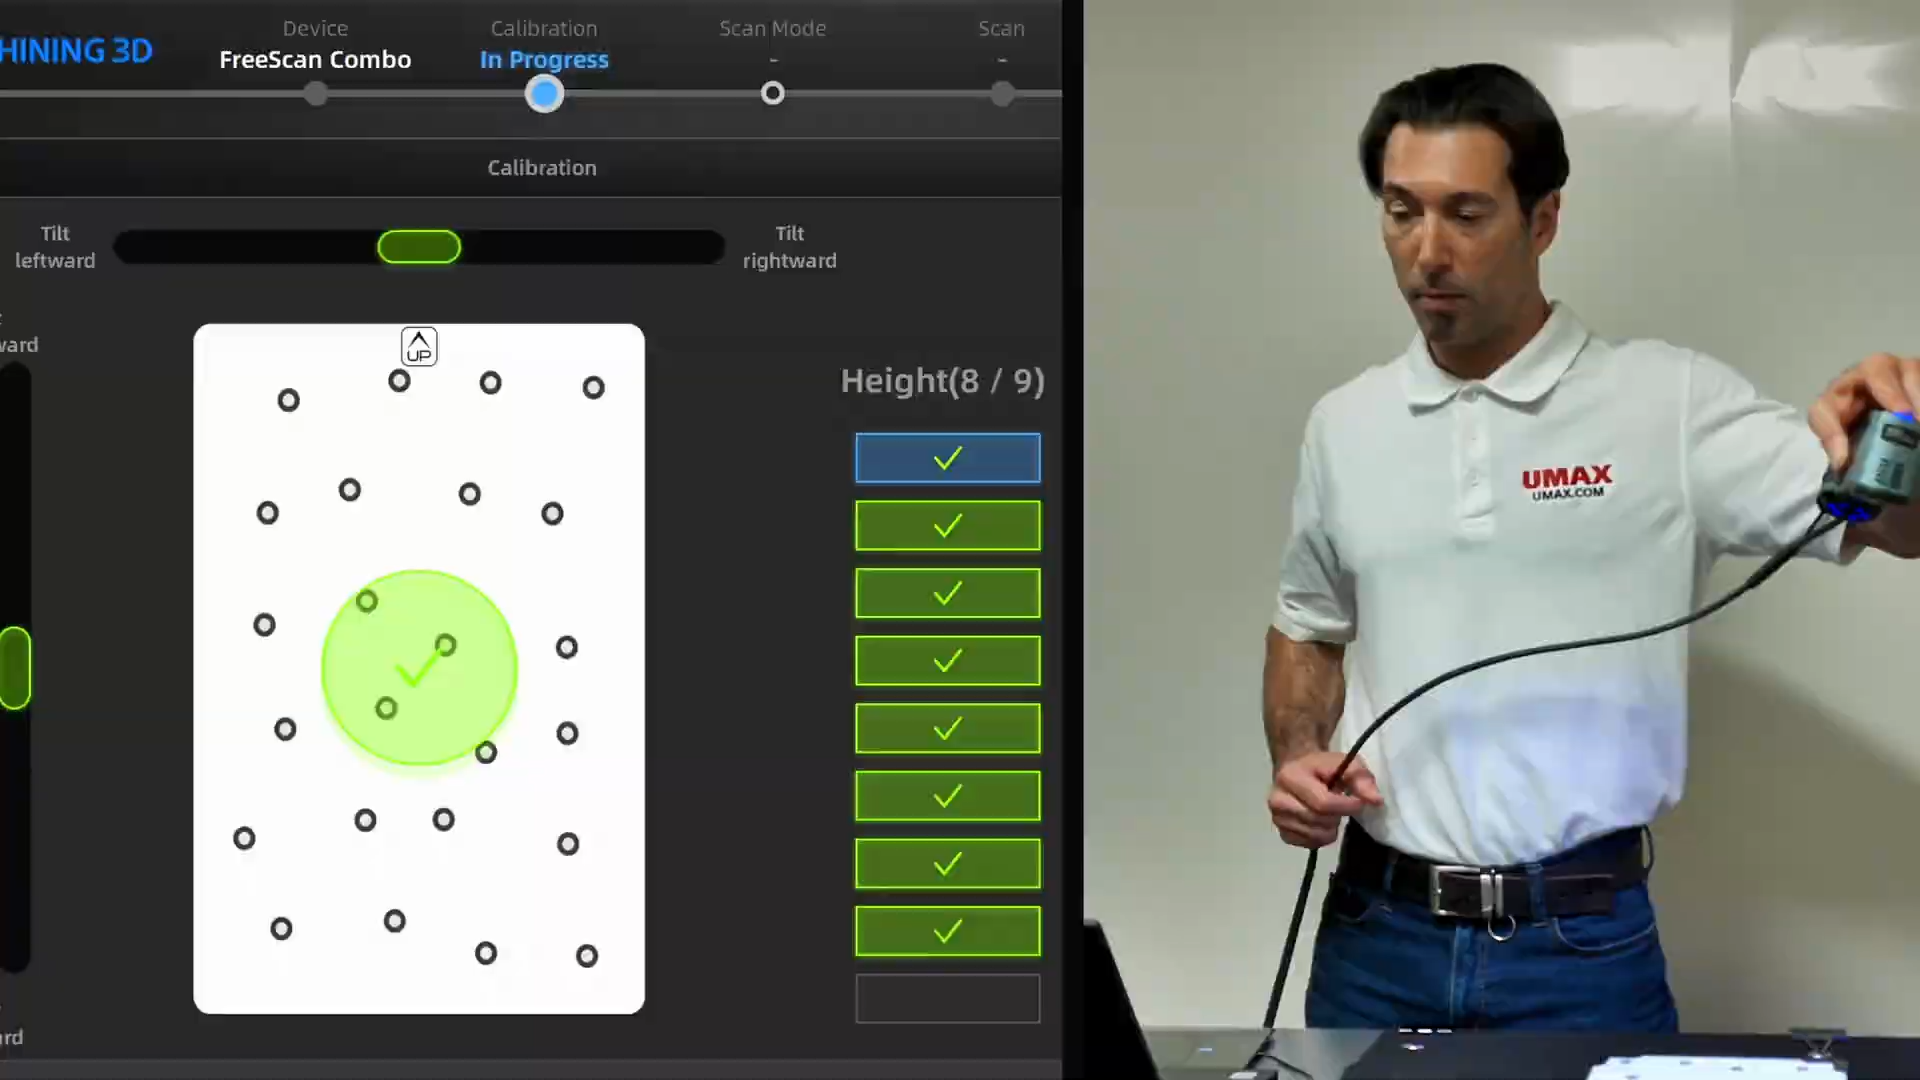 HINING 3D
Device
FreeScan Combo
Calibration
In Progress
Scan Mode
-
Scan
-
Calibration
Tilt
leftward
Tilt
rightward
ward
UP
Height(8 / 9)
rd
UMAX
UMAX.COM